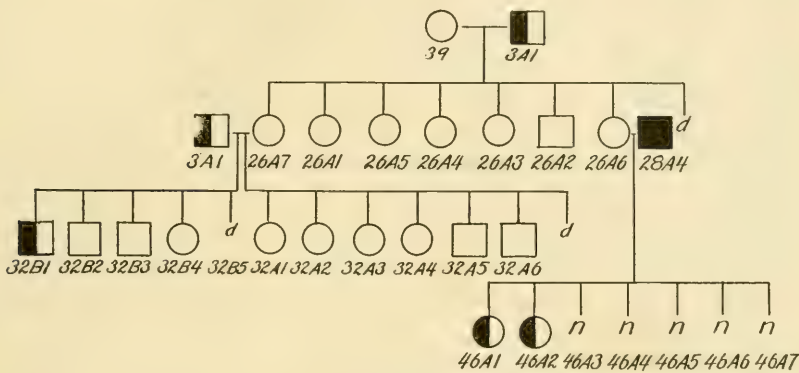 39 3A1
d
3A1 26A7 26A1 26A5 26A4 26A3 26A2 26A6 28A4
d d
32B1 32B2 32B3 32B4 32B5 32A1 32A2 32A3 32A4 32A5 32A6
n n n n n
46A1 46A2 46A3 46A4 46A5 46A6 46A7